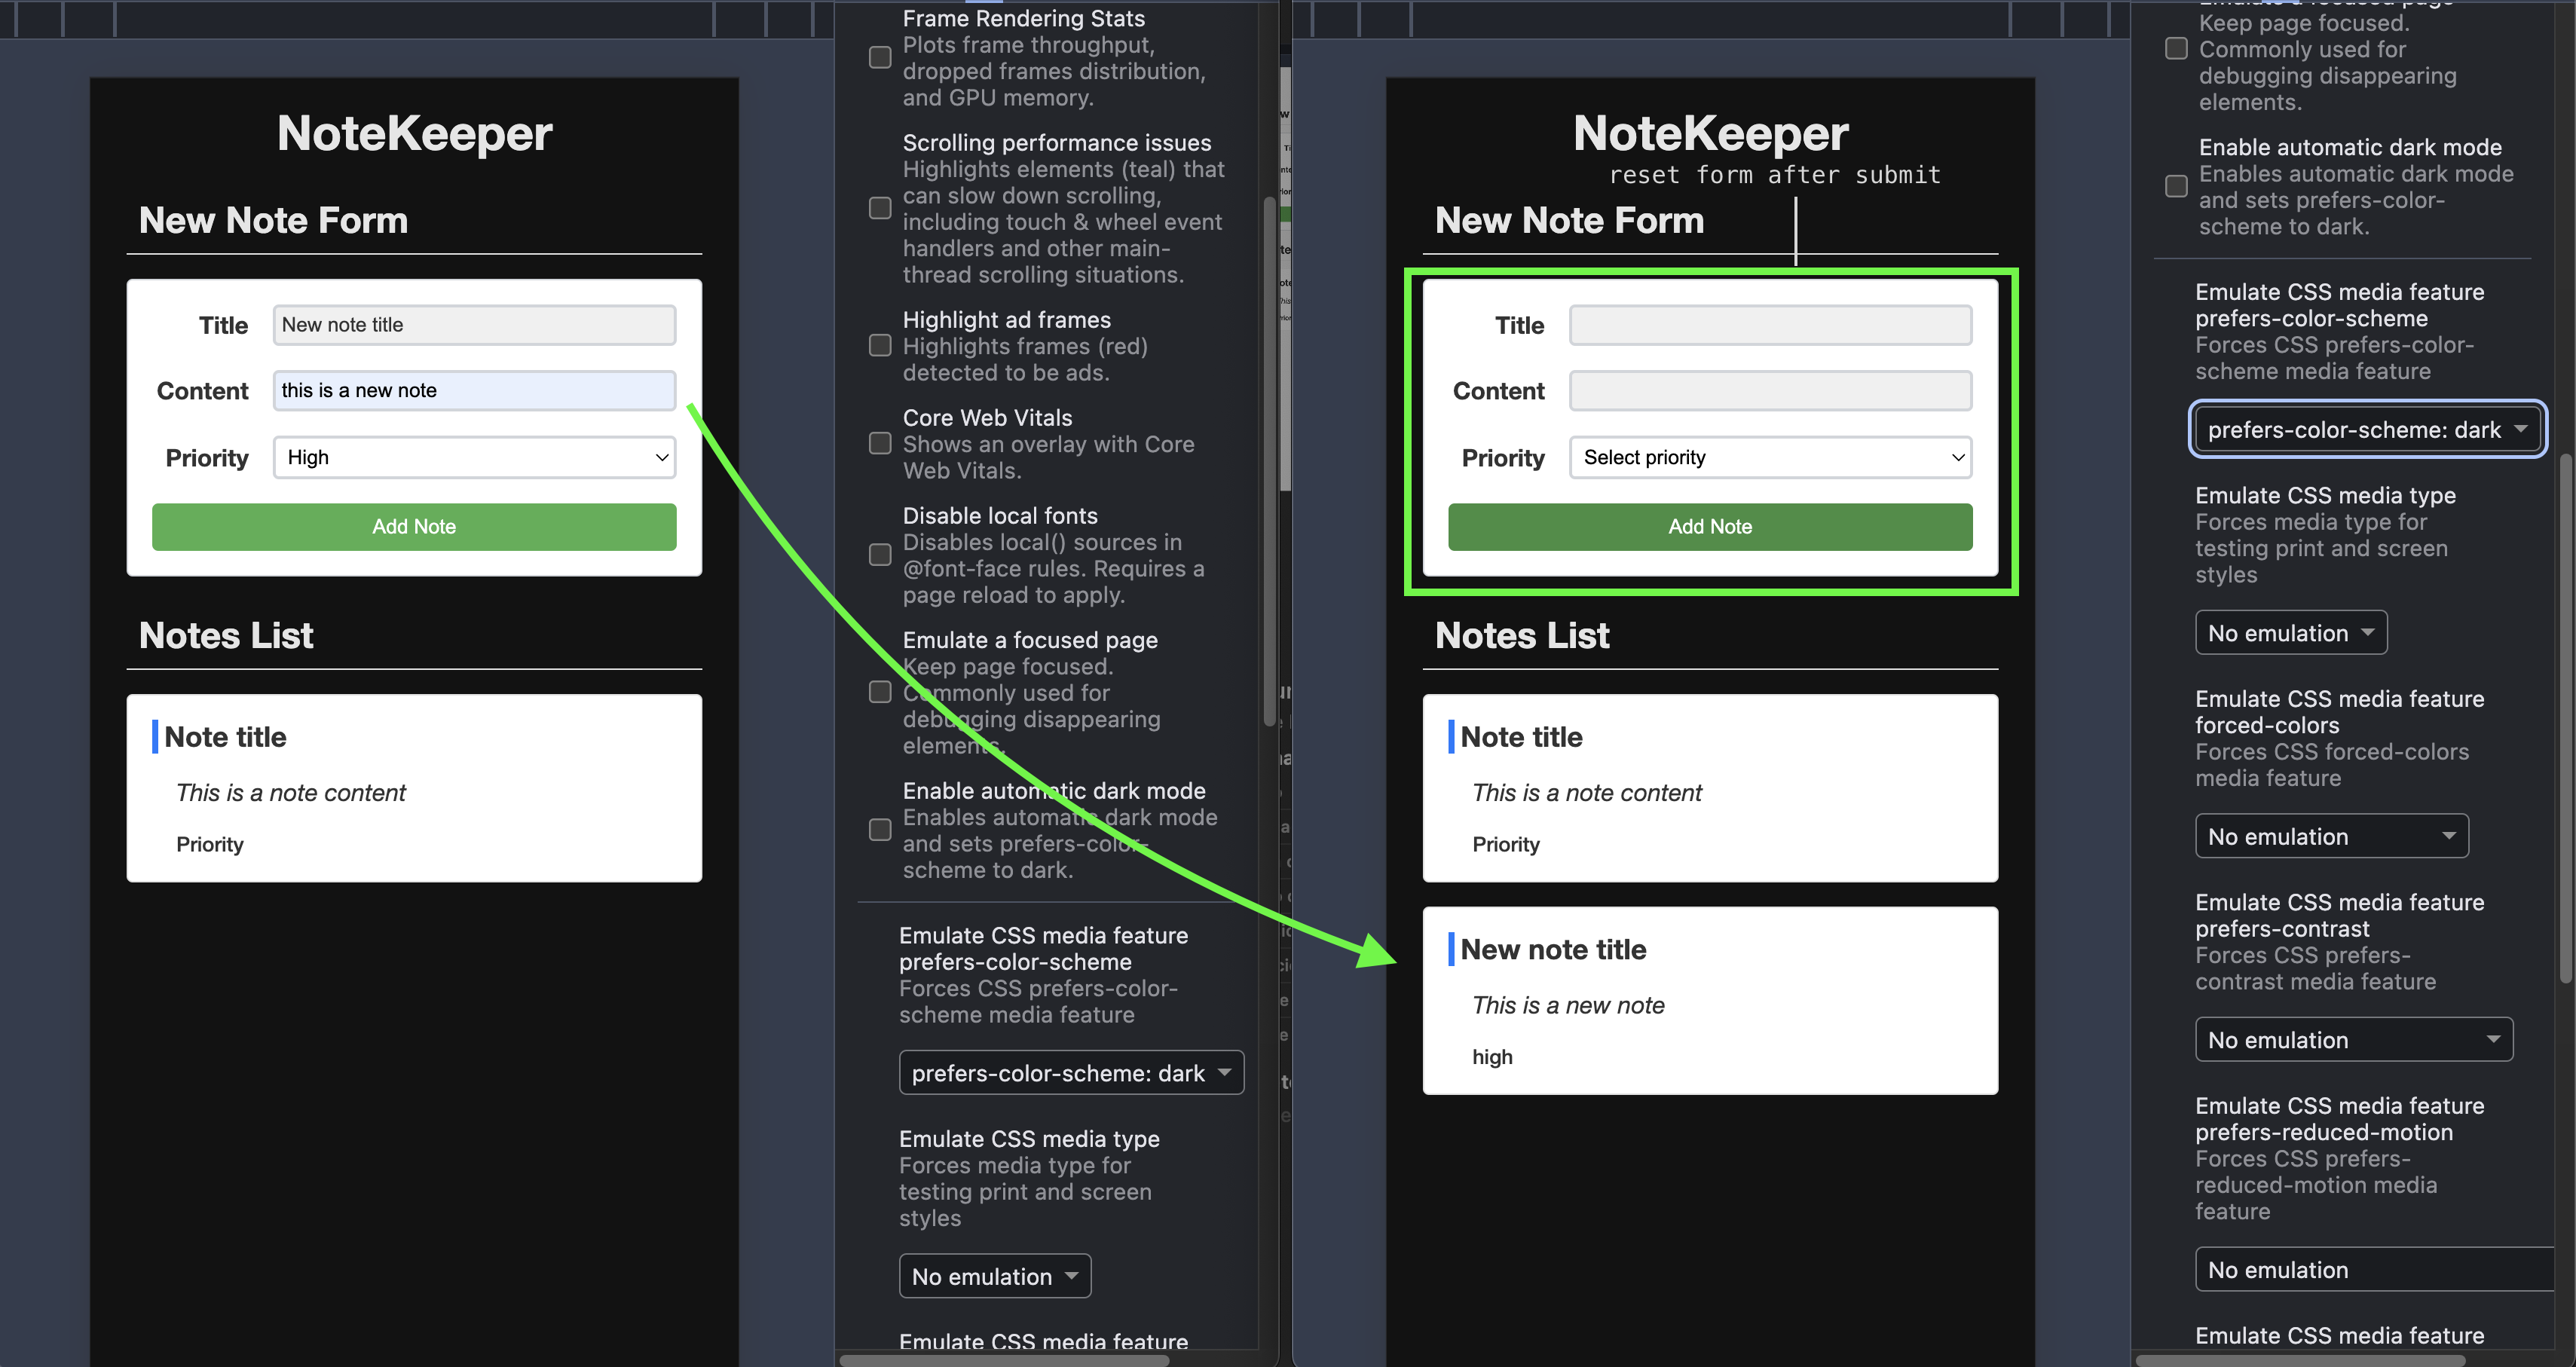 NoteKeeper
New Note Form
Title
New note title
Content
this is a new note
Priority
High
Add Note
Notes List
Note title
This is a note content
Priority
Frame Rendering Stats
Plots frame throughput,
dropped frames distribution,
and GPU memory.
Scrolling performance issues
Highlights elements (teal) that
can slow down scrolling,
including touch & wheel event
handlers and other main-
thread scrolling situations.
Highlight ad frames
Highlights frames (red)
detected to be ads.
Core Web Vitals
Shows an overlay with Core
Web Vitals.
Disable local fonts
Disables local() sources in
@font-face rules. Requires a
page reload to apply.
Emulate a focused page
Keep page focused.
Commonly used for
debugging disappearing
elements.
Enable automatic dark mode
Enables automatic dark mode
and sets prefers-color-
scheme to dark.
Emulate CSS media feature
prefers-color-scheme
Forces CSS prefers-color-
scheme media feature
prefers-color-scheme: dark
Emulate CSS media type
Forces media type for
testing print and screen
styles
No emulation
Emulate CSS media feature
NoteKeeper
reset form after submit
New Note Form
Title
Content
Priority
Select priority
Add Note
Notes List
Note title
This is a note content
Priority
New note title
This is a new note
high
Emulate a focused page
Keep page focused.
Commonly used for
debugging disappearing
elements.
Enable automatic dark mode
Enables automatic dark mode
and sets prefers-color-
scheme to dark.
Emulate CSS media feature
prefers-color-scheme
Forces CSS prefers-color-
scheme media feature
prefers-color-scheme: dark
Emulate CSS media type
Forces media type for
testing print and screen
styles
No emulation
Emulate CSS media feature
forced-colors
Forces CSS forced-colors
media feature
No emulation
Emulate CSS media feature
prefers-contrast
Forces CSS prefers-
contrast media feature
No emulation
Emulate CSS media feature
prefers-reduced-motion
Forces CSS prefers-
reduced-motion media
feature
No emulation
Emulate CSS media feature